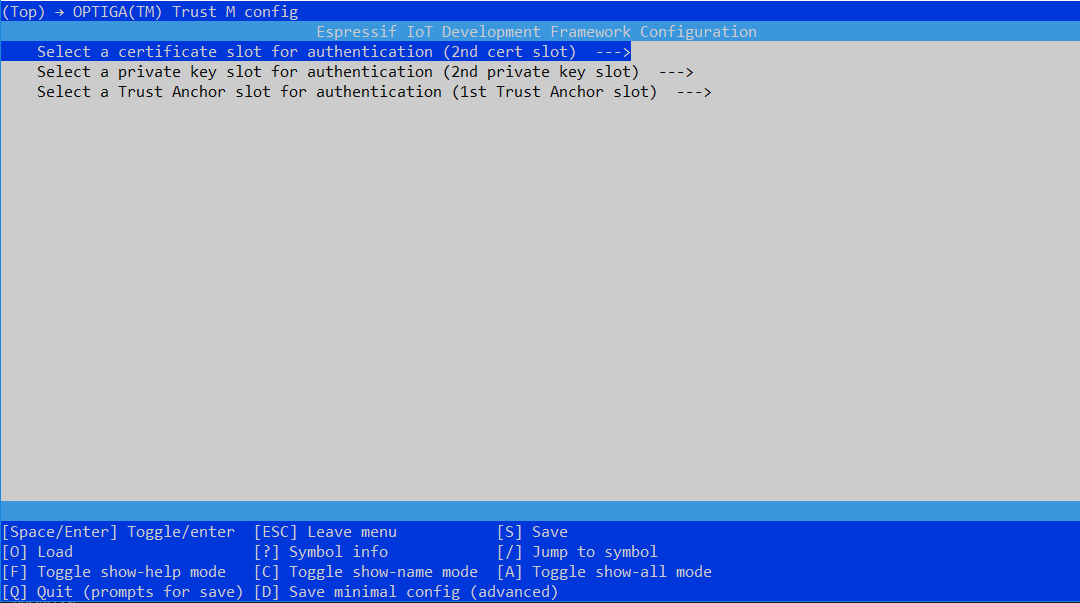 (Top) → OPTIGA(TM) Trust M config
Espressif IoT Development Framework Configuration
Select a certificate slot for authentication (2nd cert slot)  --->
Select a private key slot for authentication (2nd private key slot)  --->
Select a Trust Anchor slot for authentication (1st Trust Anchor slot)  --->
[Space/Enter] Toggle/enter  [ESC] Leave menu           [S] Save
[O] Load                    [?] Symbol info            [/] Jump to symbol
[F] Toggle show-help mode   [C] Toggle show-name mode  [A] Toggle show-all mode
[Q] Quit (prompts for save) [D] Save minimal config (advanced)